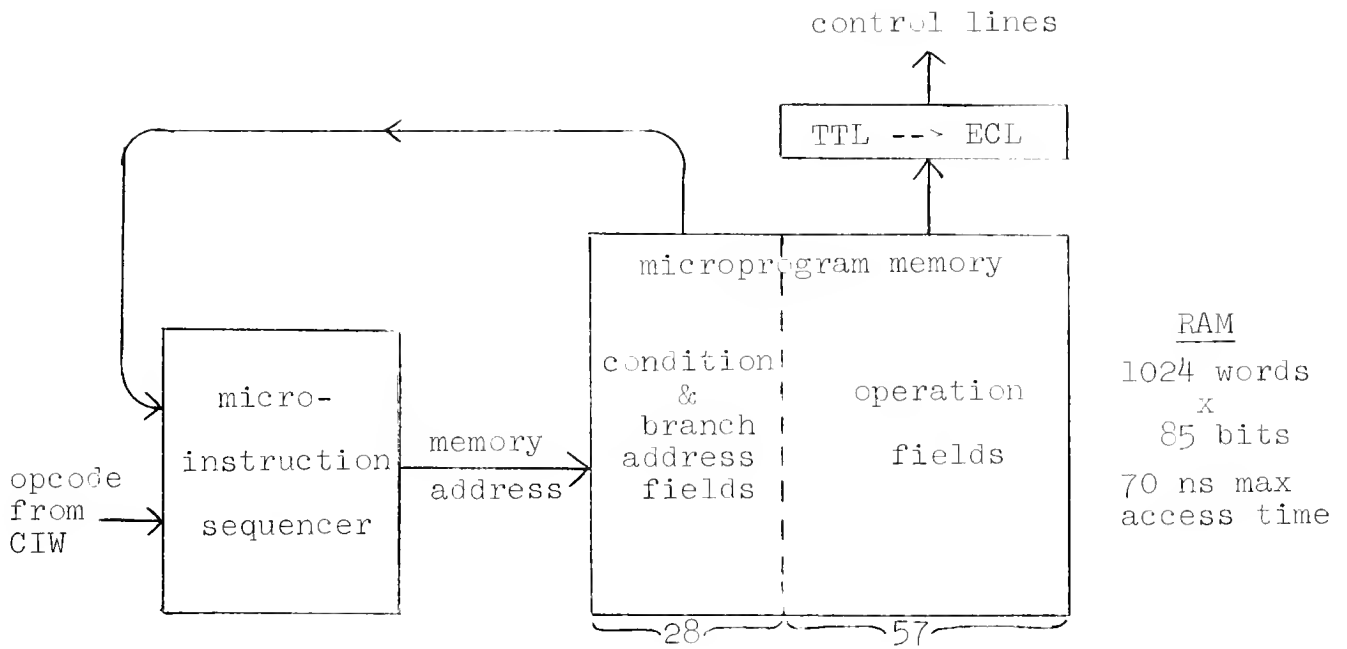 control lines
TTL --> ECL
microprogram memory
condition
&
branch
address
fields
operation
fields
RAM
1024 words
x
85 bits
70 ns max
access time
micro-
instruction
sequencer
memory
address
opcode
from
CIW
28
57